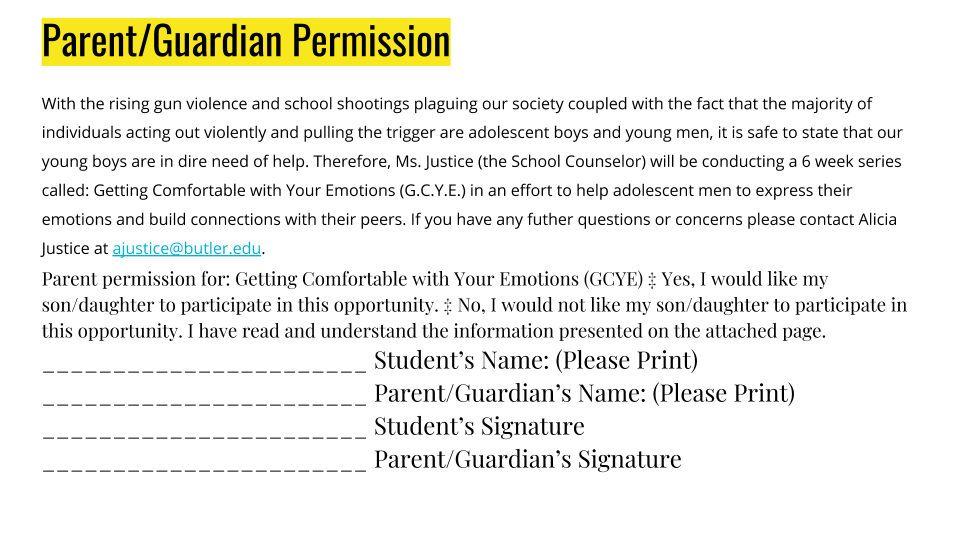 Parent/Guardian Permission
With the rising gun violence and school shootings plaguing our society coupled with the fact that the majority of
individuals acting out violently and pulling the trigger are adolescent boys and young men, it is safe to state that our
young boys are in dire need of help. Therefore, Ms. Justice (the School Counselor) will be conducting a 6 week series
called: Getting Comfortable with Your Emotions (G.C.Y.E.) in an effort to help adolescent men to express their
emotions and build connections with their peers. If you have any futher questions or concerns please contact Alicia
Justice at ajustice@butler.edu.
Parent permission for: Getting Comfortable with Your Emotions (GCYE) ‡ Yes, I would like my
son/daughter to participate in this opportunity. ‡ No, I would not like my son/daughter to participate in
this opportunity. I have read and understand the information presented on the attached page.
_______________________ Student’s Name: (Please Print)
_______________________ Parent/Guardian’s Name: (Please Print)
_______________________ Student’s Signature
_______________________ Parent/Guardian’s Signature